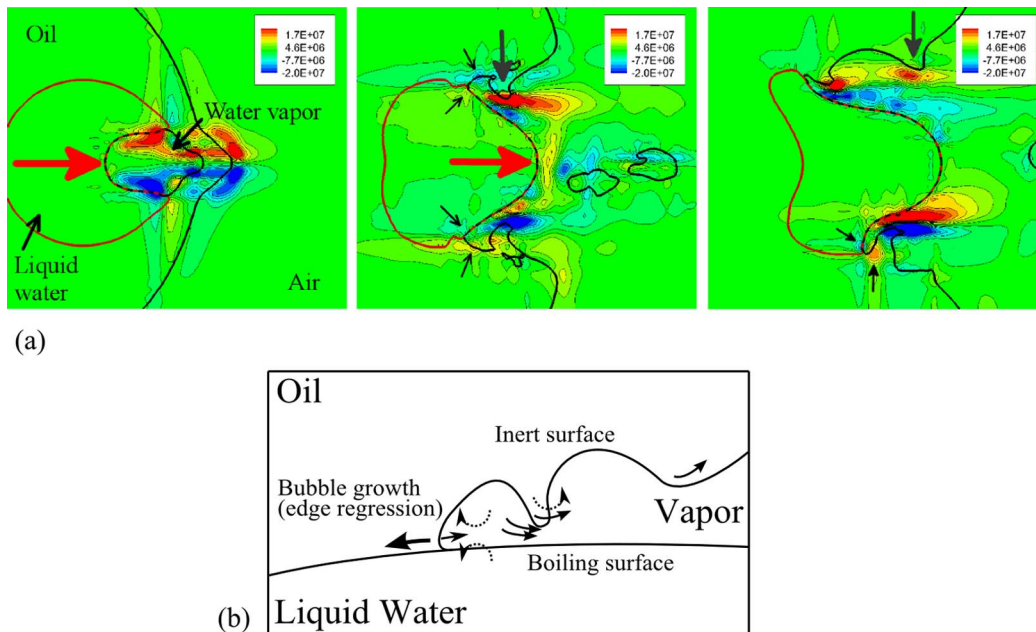 Oil
1.7E+07
4.6E+06
-7.7E+06
-2.0E+07
Water vapor
Liquid
water
Air
1.7E+07
4.6E+06
-7.7E+06
-2.0E+07
1.7E+07
4.6E+06
-7.7E+06
-2.0E+07
(a)
Oil
Inert surface
Bubble growth
(edge regression)
Vapor
Boiling surface
(b)
Liquid Water